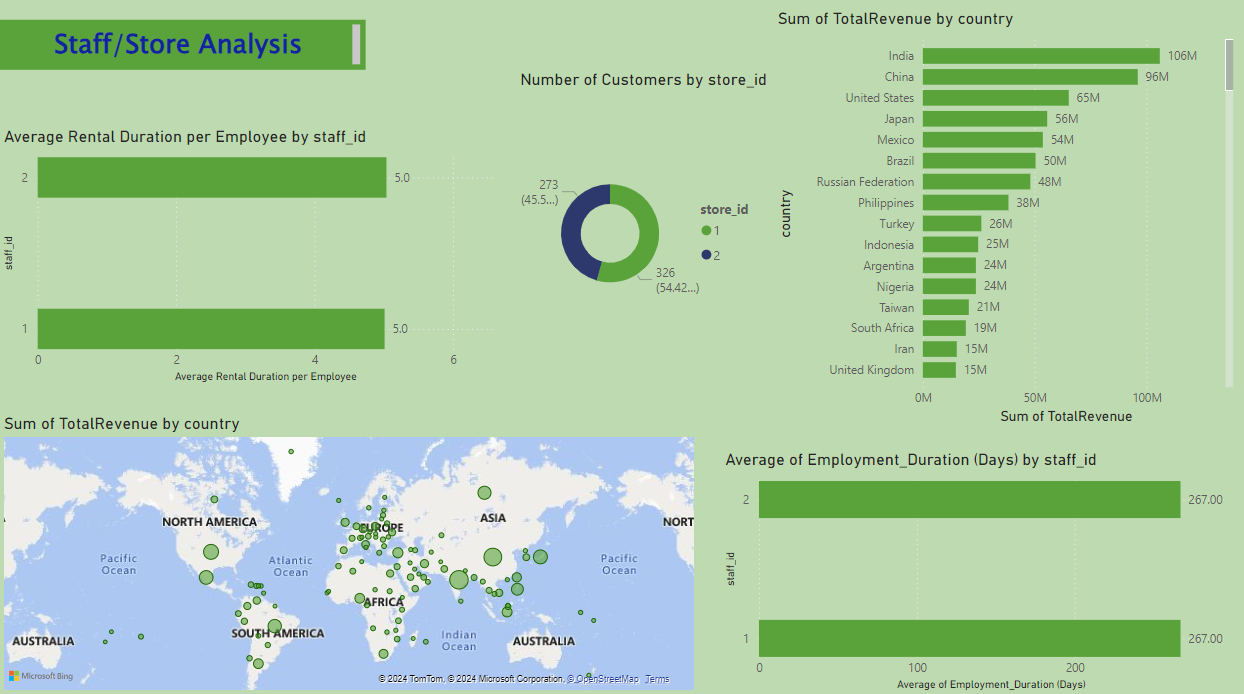 Staff/Store Analysis
Sum of TotalRevenue by country
country
India 106M
China 96M
United States 65M
Japan 56M
Mexico 54M
Brazil 50M
Russian Federation 48M
Philippines 38M
Turkey 26M
Indonesia 25M
Argentina 24M
Nigeria 24M
Taiwan 21M
South Africa 19M
Iran 15M
United Kingdom 15M
0M 50M 100M
Sum of TotalRevenue
Number of Customers by store_id
273
(45.5...)
326
(54.42...)
store_id
1
2
Average Rental Duration per Employee by staff_id
staff_id
2 5.0
1 5.0
0 2 4 6
Average Rental Duration per Employee
Sum of TotalRevenue by country
NORTH AMERICA
EUROPE
ASIA
NORT
Pacific
Ocean
Atlantic
Ocean
Pacific
Ocean
AFRICA
SOUTH AMERICA
AUSTRALIA
Indian
Ocean
AUSTRALIA
Microsoft Bing
© 2024 TomTom, © 2024 Microsoft Corporation, © OpenStreetMap Terms
Average of Employment_Duration (Days) by staff_id
staff_id
2 267.00
1 267.00
0 100 200
Average of Employment_Duration (Days)